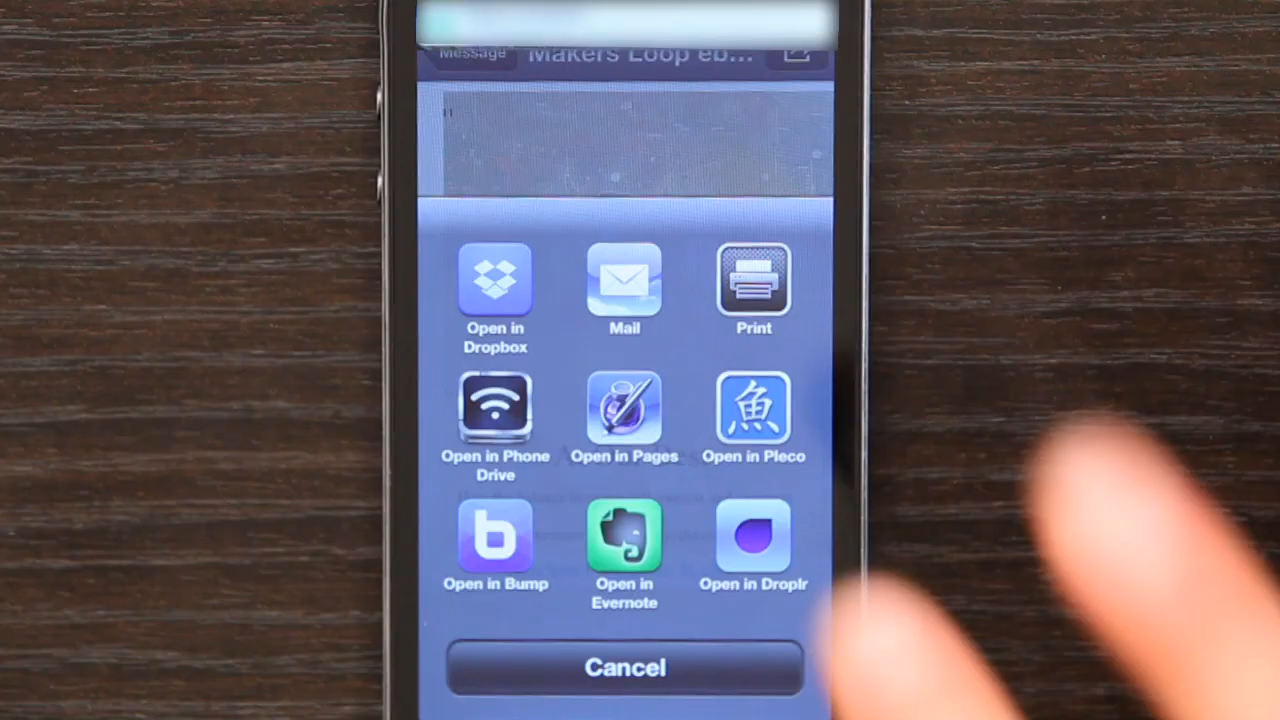 Message Makers Loop eb...
Open in Dropbox
Mail
Print
Open in Phone Drive
Open in Pages
魚
Open in Pleco
b
Open in Bump
Open in Evernote
Open in Droplr
Cancel